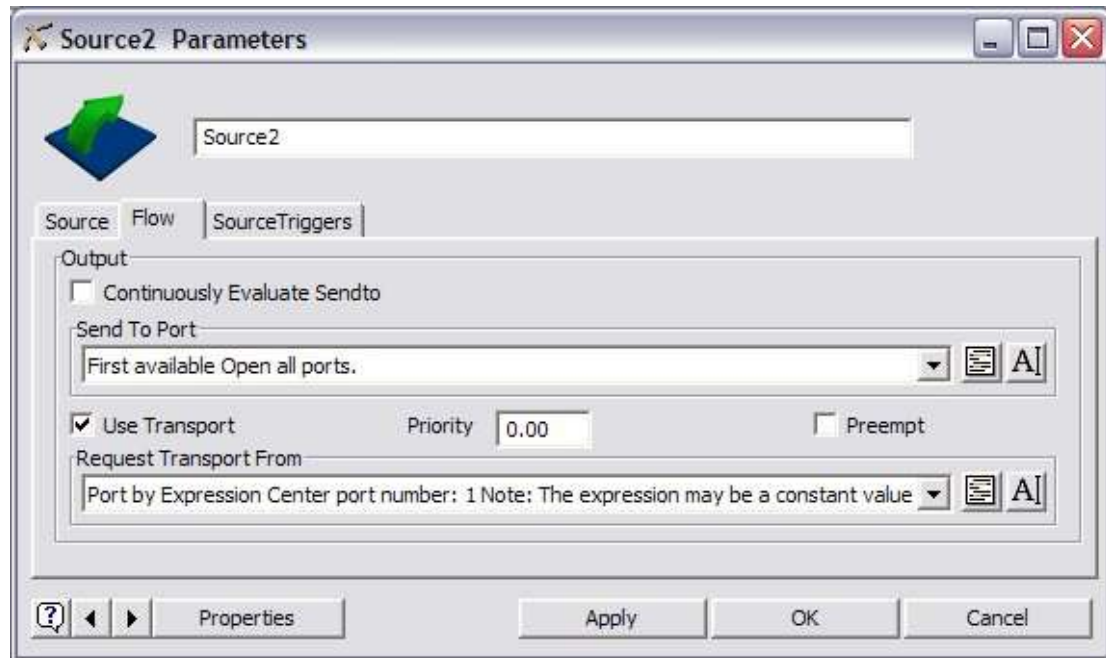 Source2 Parameters
Source2
Source Flow SourceTriggers
Output
Continuously Evaluate Sendto
Send To Port
First available Open all ports.
AI
Use Transport Priority 0.00 Preempt
Request Transport From
Port by Expression Center port number: 1 Note: The expression may be a constant value
AI
? Properties Apply OK Cancel